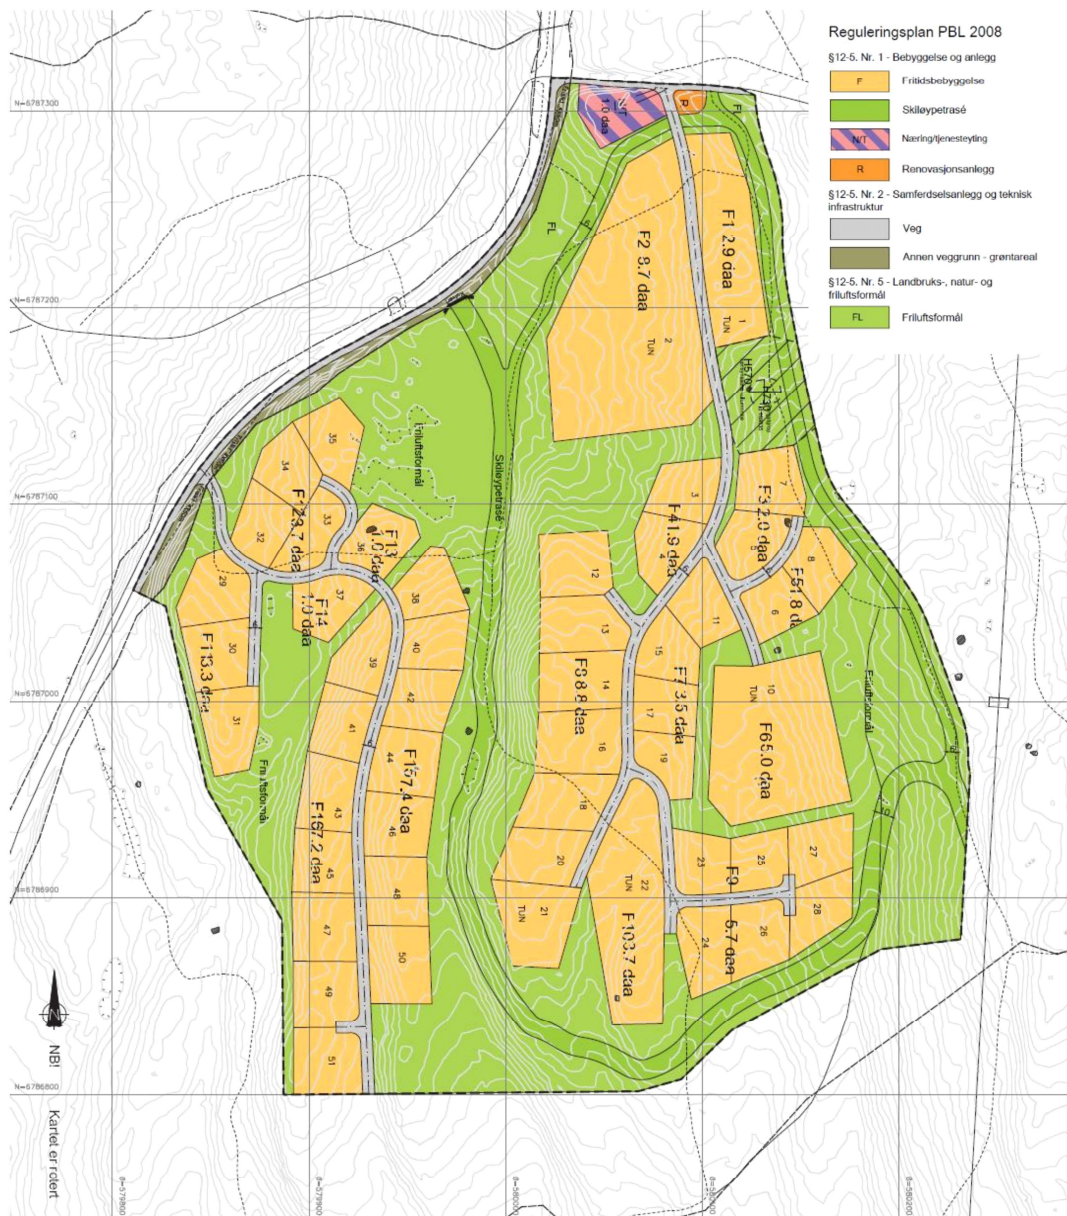 Reguleringsplan PBL 2008
§12-5. Nr. 1 - Bebyggelse og anlegg
F Fritidsbebyggelse
Skiløypetrasé
N/T Næring/tjenesteyting
R Renovasjonsanlegg
§12-5. Nr. 2 - Samferdselsanlegg og teknisk
infrastruktur
Veg
Annen veggrunn - grøntareal
§12-5. Nr. 5 - Landbruks-, natur- og
friluftsformål
FL Friluftsformål
N=6787300
N/T
1.0 daa
R
FL
FL
F1 2.9 daa
1
TUN
F2 8.7 daa
2
TUN
N=6787200
H570
H730
Friluftsformål
Skiløypetrasé
35
34
33
32
F12 3.7 daa
N=6787100
3
4
F4 1.9 daa
7
5
F3 2.0 daa
8
6
F5 1.8 daa
36
F13
1.0 daa
37
F14
1.0 daa
29
30
31
F11 3.3 daa
38
40
42
44
46
48
50
F15 7.4 daa
39
41
43
45
47
49
51
F16 7.2 daa
12
13
14
16
18
20
21
TUN
F8 8.8 daa
11
15
17
19
F7 3.5 daa
N=6787000
10
TUN
F6 5.0 daa
Friluftsformål
Friluftsformål
22
TUN
F10 3.7 daa
23
25
27
24
26
28
F9
5.7 daa
N=6786900
N=6786800
NB!
Kartet er rotert
Ø=579800
Ø=579900
Ø=580000
Ø=580200